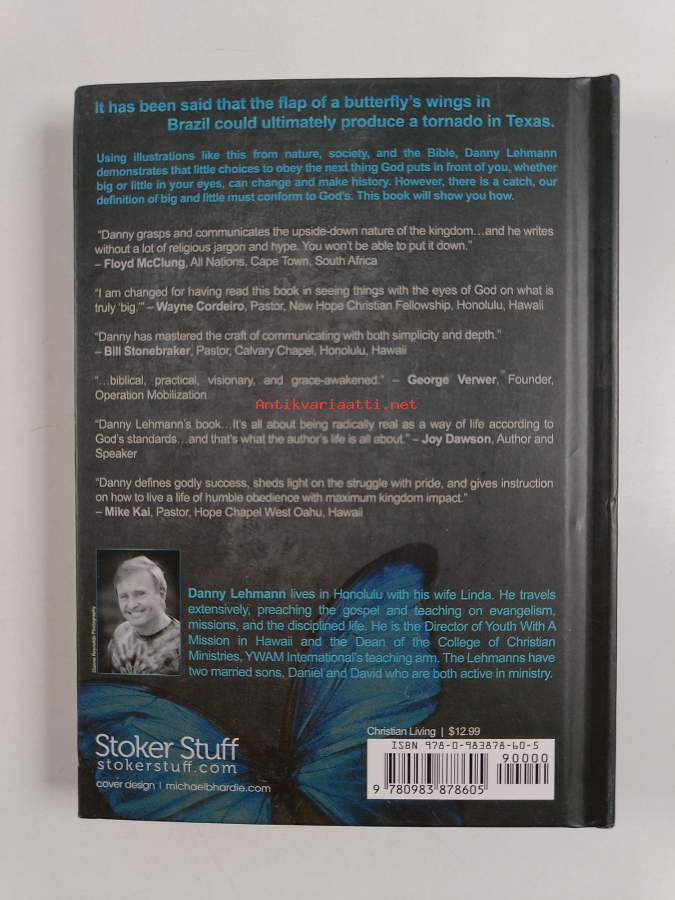 It has been said that the flap of a butterfly's wings in
Brazil could ultimately produce a tornado in Texas.
Using illustrations like this from nature, society, and the Bible, Danny Lehmann
demonstrates that little choices to obey the next thing God puts in front of you, whether
big or little in your eyes, can change and make history. However, there is a catch, our
definition of big and little must conform to God's. This book will show you how.
"Danny grasps and communicates the upside-down nature of the kingdom...and he writes
without a lot of religious jargon and hype. You won't be able to put it down."
– Floyd McClung, All Nations, Cape Town, South Africa
"I am changed for having read this book in seeing things with the eyes of God on what is
truly 'big.'" – Wayne Cordeiro, Pastor, New Hope Christian Fellowship, Honolulu, Hawaii
"Danny has mastered the craft of communicating with both simplicity and depth."
– Bill Stonebraker, Pastor, Calvary Chapel, Honolulu, Hawaii
"...biblical, practical, visionary, and grace-awakened." – George Verwer, Founder,
Operation Mobilization
Antikvariaatti.net
"Danny Lehmann's book...It's all about being radically real as a way of life according to
God's standards...and that's what the author's life is all about." – Joy Dawson, Author and
Speaker
"Danny defines godly success, sheds light on the struggle with pride, and gives instruction
on how to live a life of humble obedience with maximum kingdom impact."
– Mike Kai, Pastor, Hope Chapel West Oahu, Hawaii
Danny Lehmann lives in Honolulu with his wife Linda. He travels
extensively, preaching the gospel and teaching on evangelism,
missions, and the disciplined life. He is the Director of Youth With A
Mission in Hawaii and the Dean of the College of Christian
Ministries, YWAM International's teaching arm. The Lehmanns have
two married sons, Daniel and David who are both active in ministry.
Stoker Stuff
stokerstuff.com
cover design | michaelbhardie.com
Christian Living | $12.99
ISBN 978-0-983878-60-5
90000
9 780983 878605